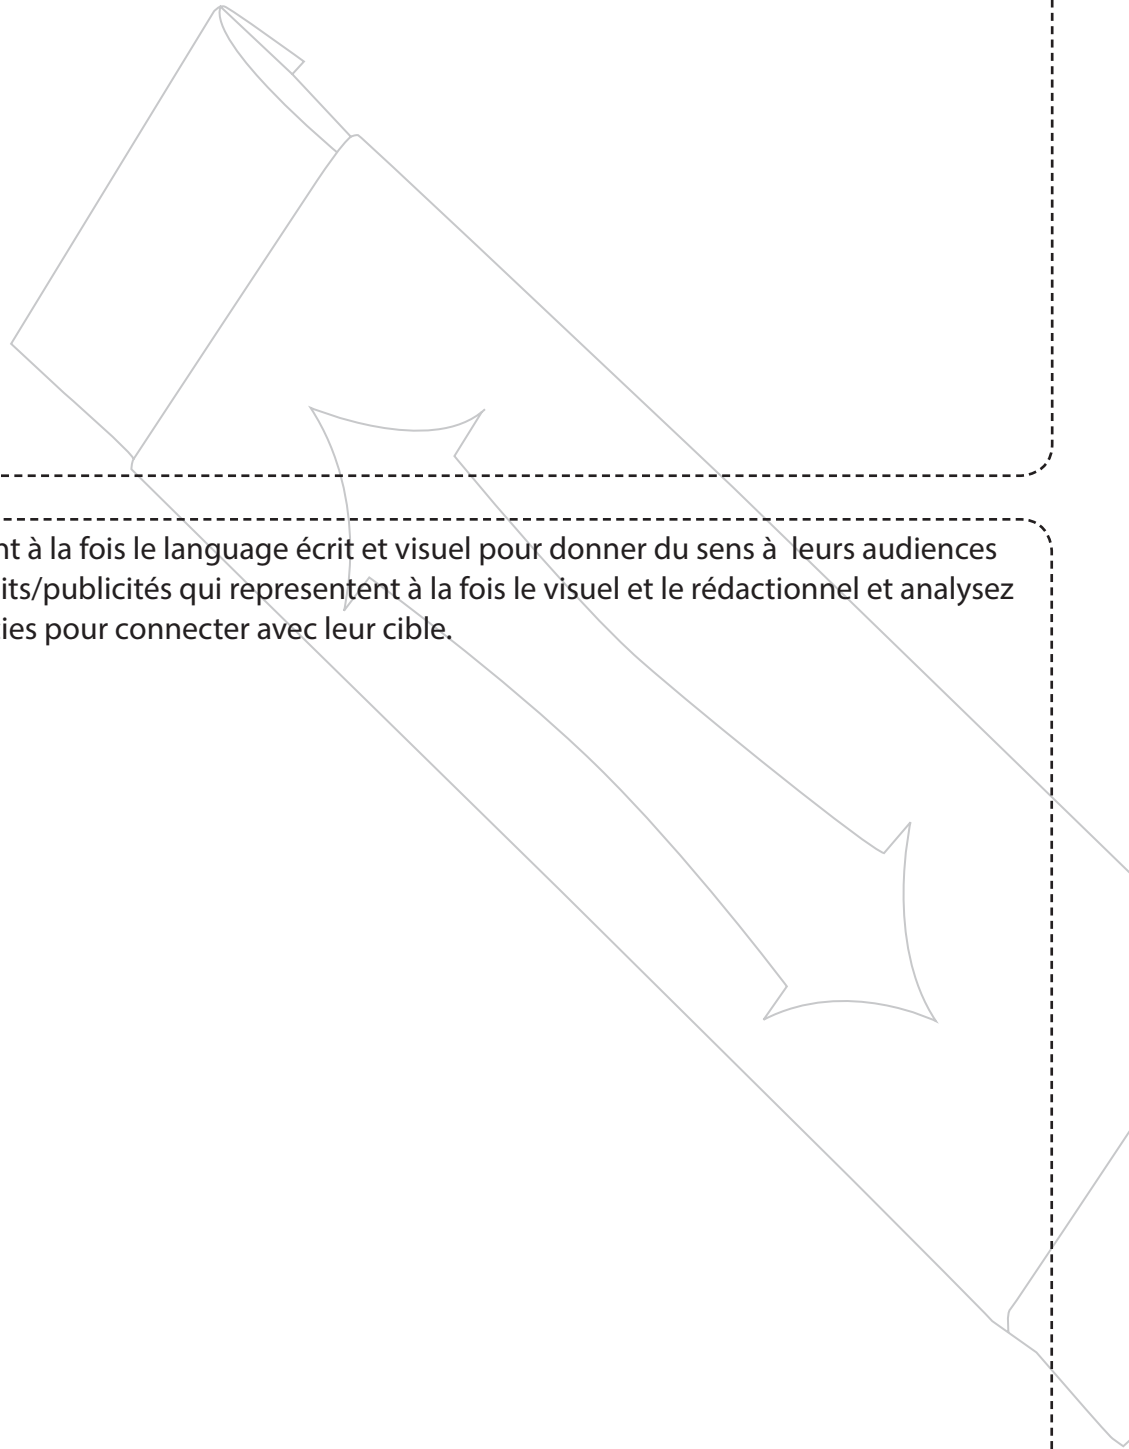 nt à la fois le language écrit et visuel pour donner du sens à leurs audiences
its/publicités qui representent à la fois le visuel et le rédactionnel et analysez
ies pour connecter avec leur cible.